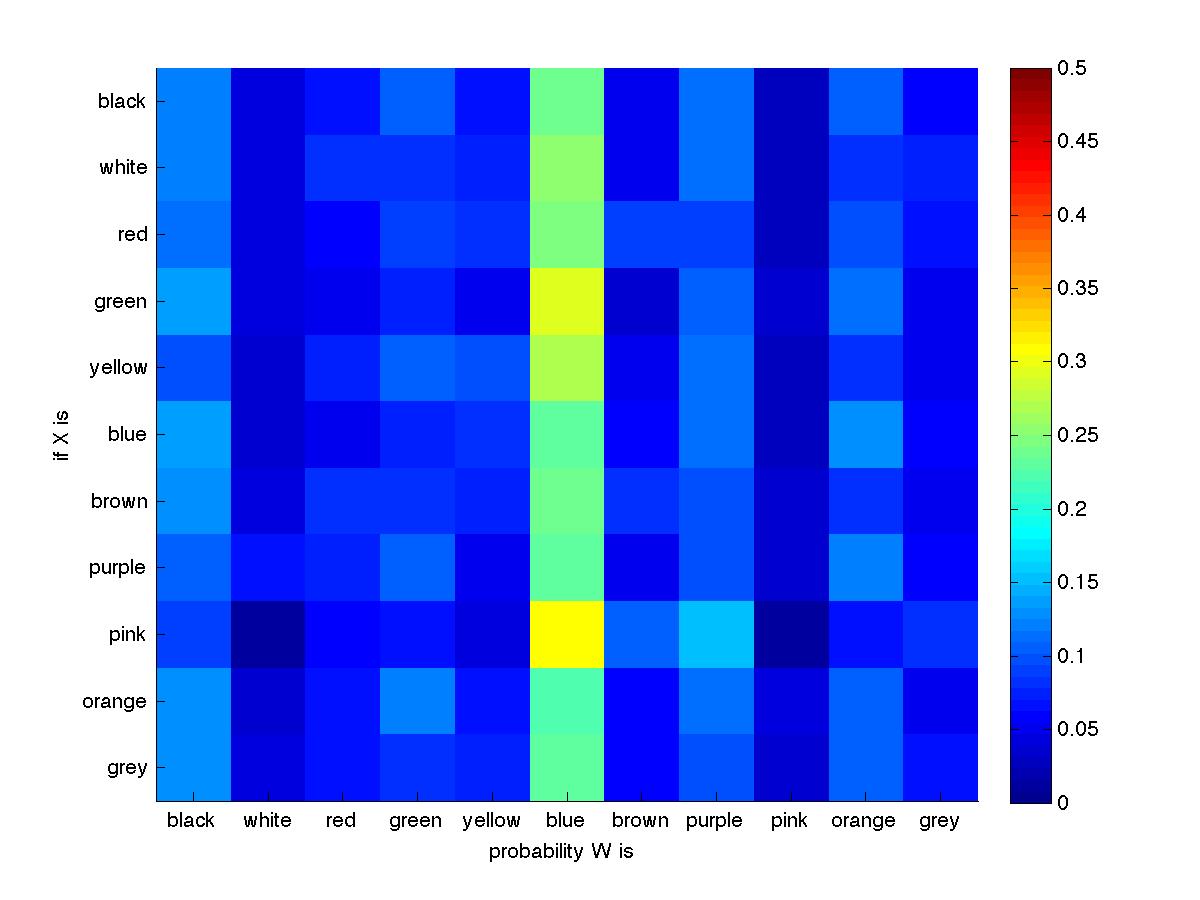 black
white
red
green
yellow
blue
brown
purple
pink
orange
grey
if X is
black white red green yellow blue brown purple pink orange grey
probability W is
0.5
0.45
0.4
0.35
0.3
0.25
0.2
0.15
0.1
0.05
0